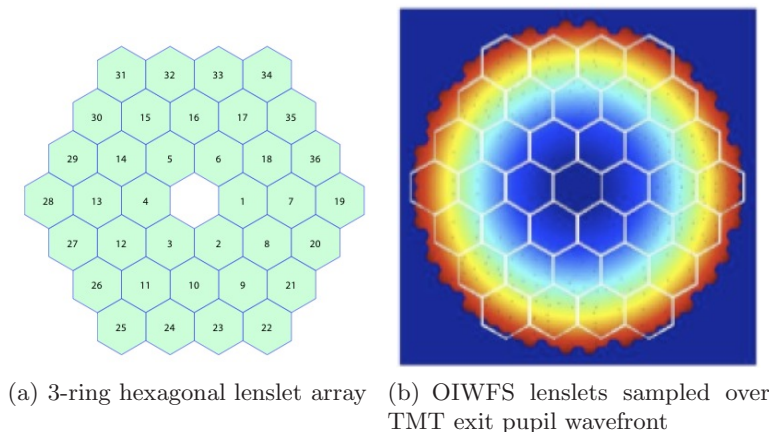 31 32 33 34
30 15 16 17 35
29 14 5 6 18 36
28 13 4 1 7 19
27 12 3 2 8 20
26 11 10 9 21
25 24 23 22
(a) 3-ring hexagonal lenslet array
(b) OIWFS lenslets sampled over
TMT exit pupil wavefront